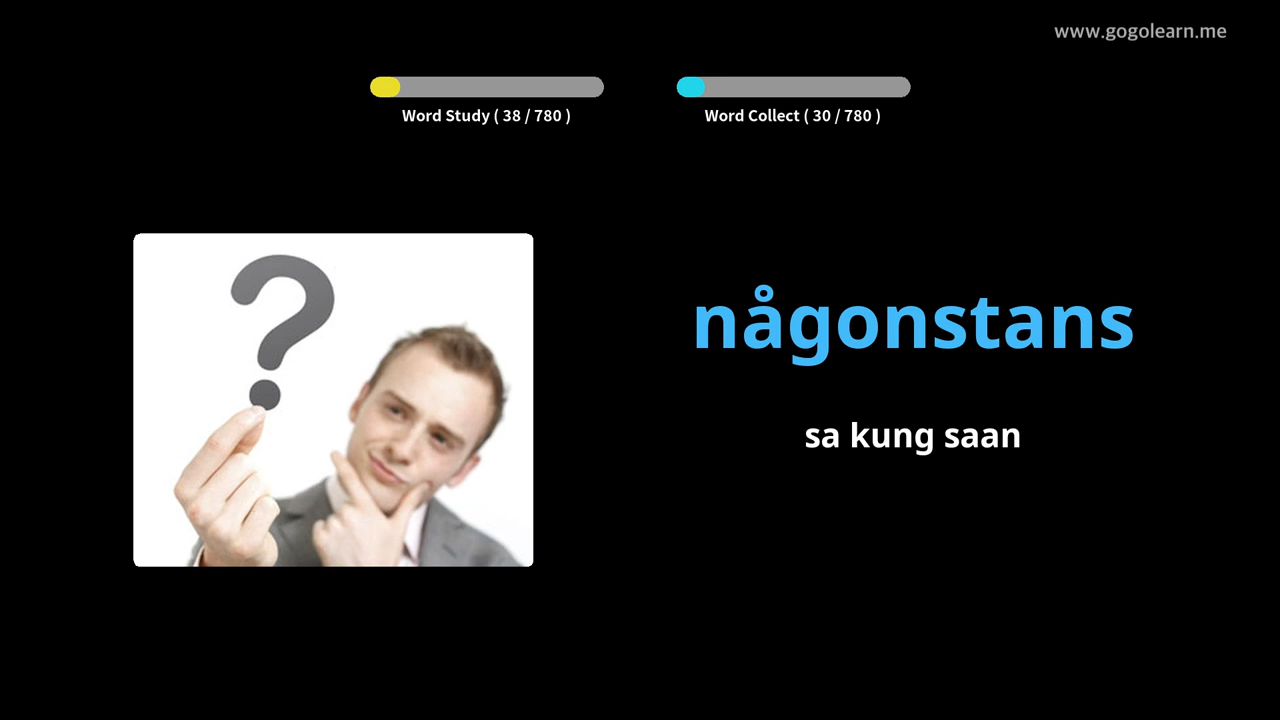 www.gogolearn.me
Word Study ( 38 / 780 )
Word Collect ( 30 / 780 )
?
någonstans
sa kung saan